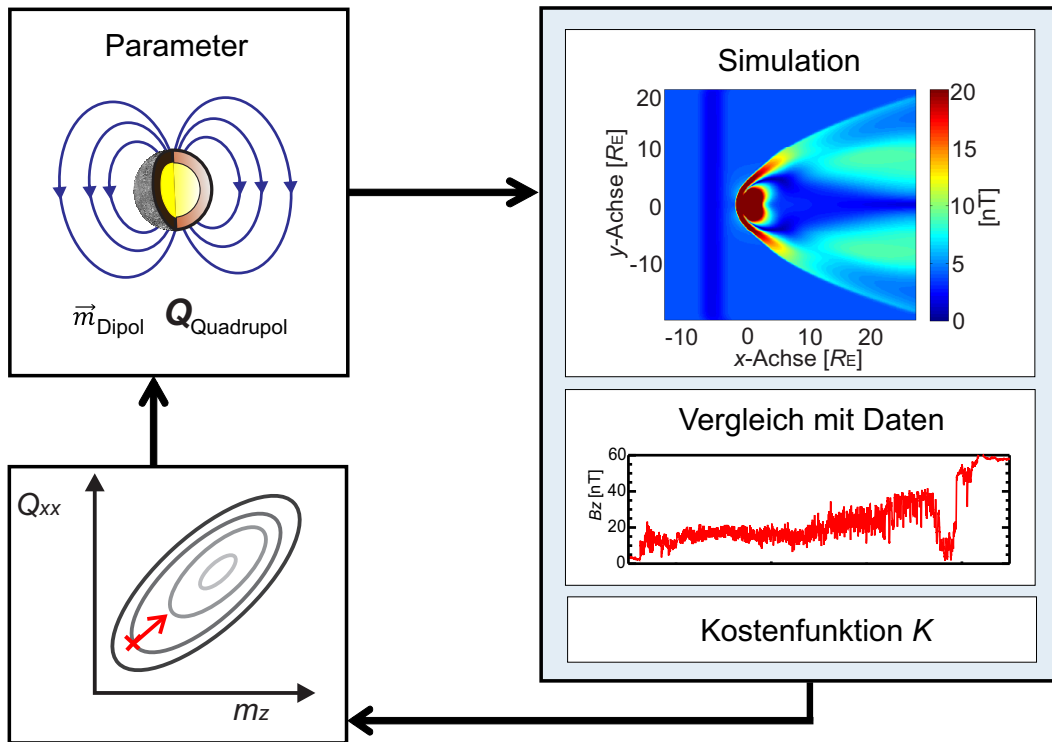 Parameter
m⃗Dipol QQuadrupol
Simulation
20
10
0
-10
y-Achse [RE]
-10 0 10 20
x-Achse [RE]
20
15
10
5
0
[nT]
Vergleich mit Daten
60
40
20
0
Bz [nT]
Kostenfunktion K
Qxx
mz